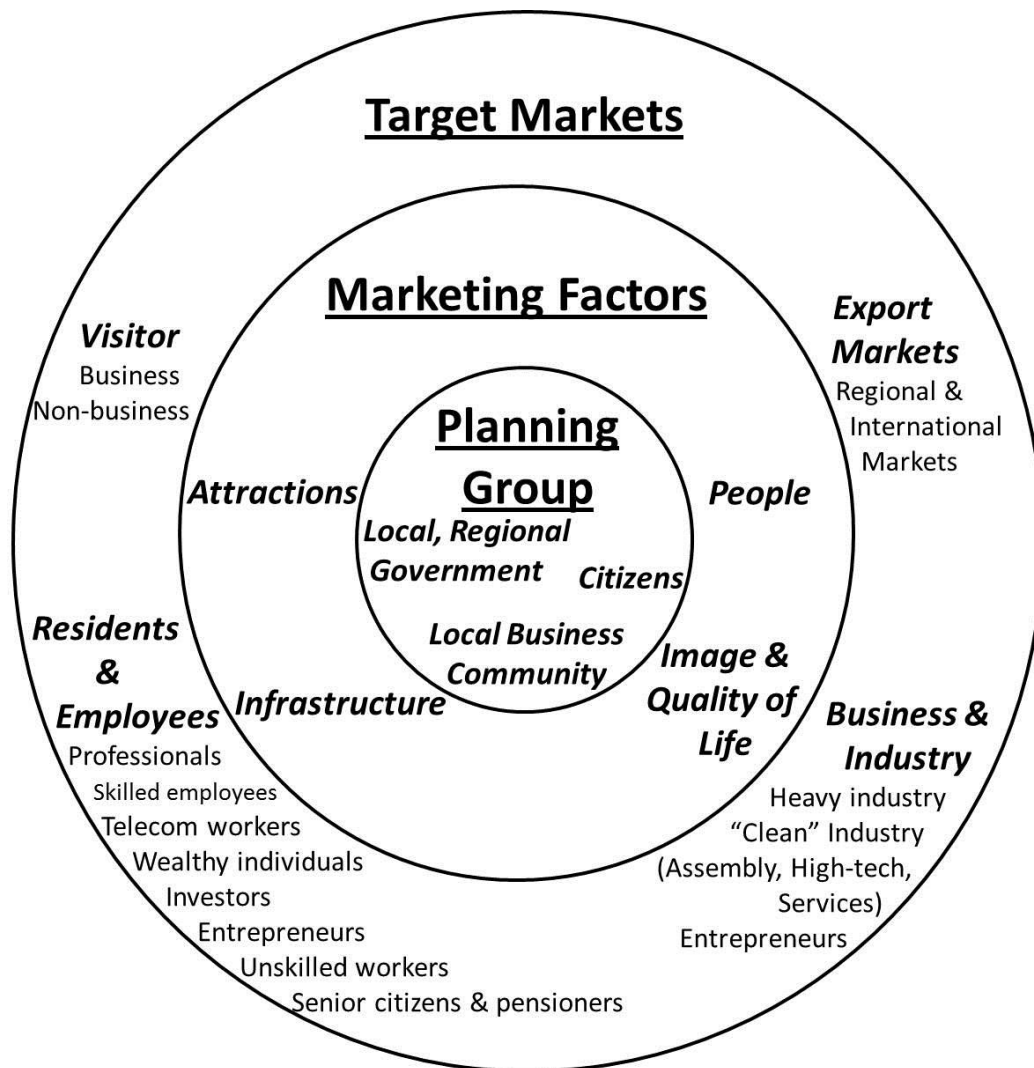 Target Markets
Visitor
Business
Non-business
Export
Markets
Regional &
International
Markets
Residents
&
Employees
Professionals
Skilled employees
Telecom workers
Wealthy individuals
Investors
Entrepreneurs
Unskilled workers
Senior citizens & pensioners
Business &
Industry
Heavy industry
“Clean” Industry
(Assembly, High-tech,
Services)
Entrepreneurs
Marketing Factors
Attractions
People
Infrastructure
Image &
Quality of
Life
Planning
Group
Local, Regional
Government
Citizens
Local Business
Community